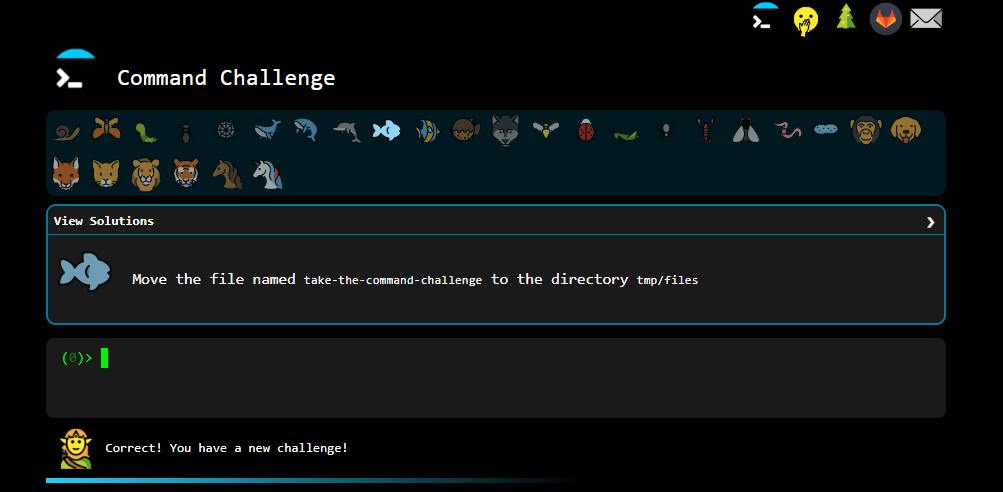 Command Challenge
View Solutions
Move the file named take-the-command-challenge to the directory tmp/files
(0)>
Correct! You have a new challenge!